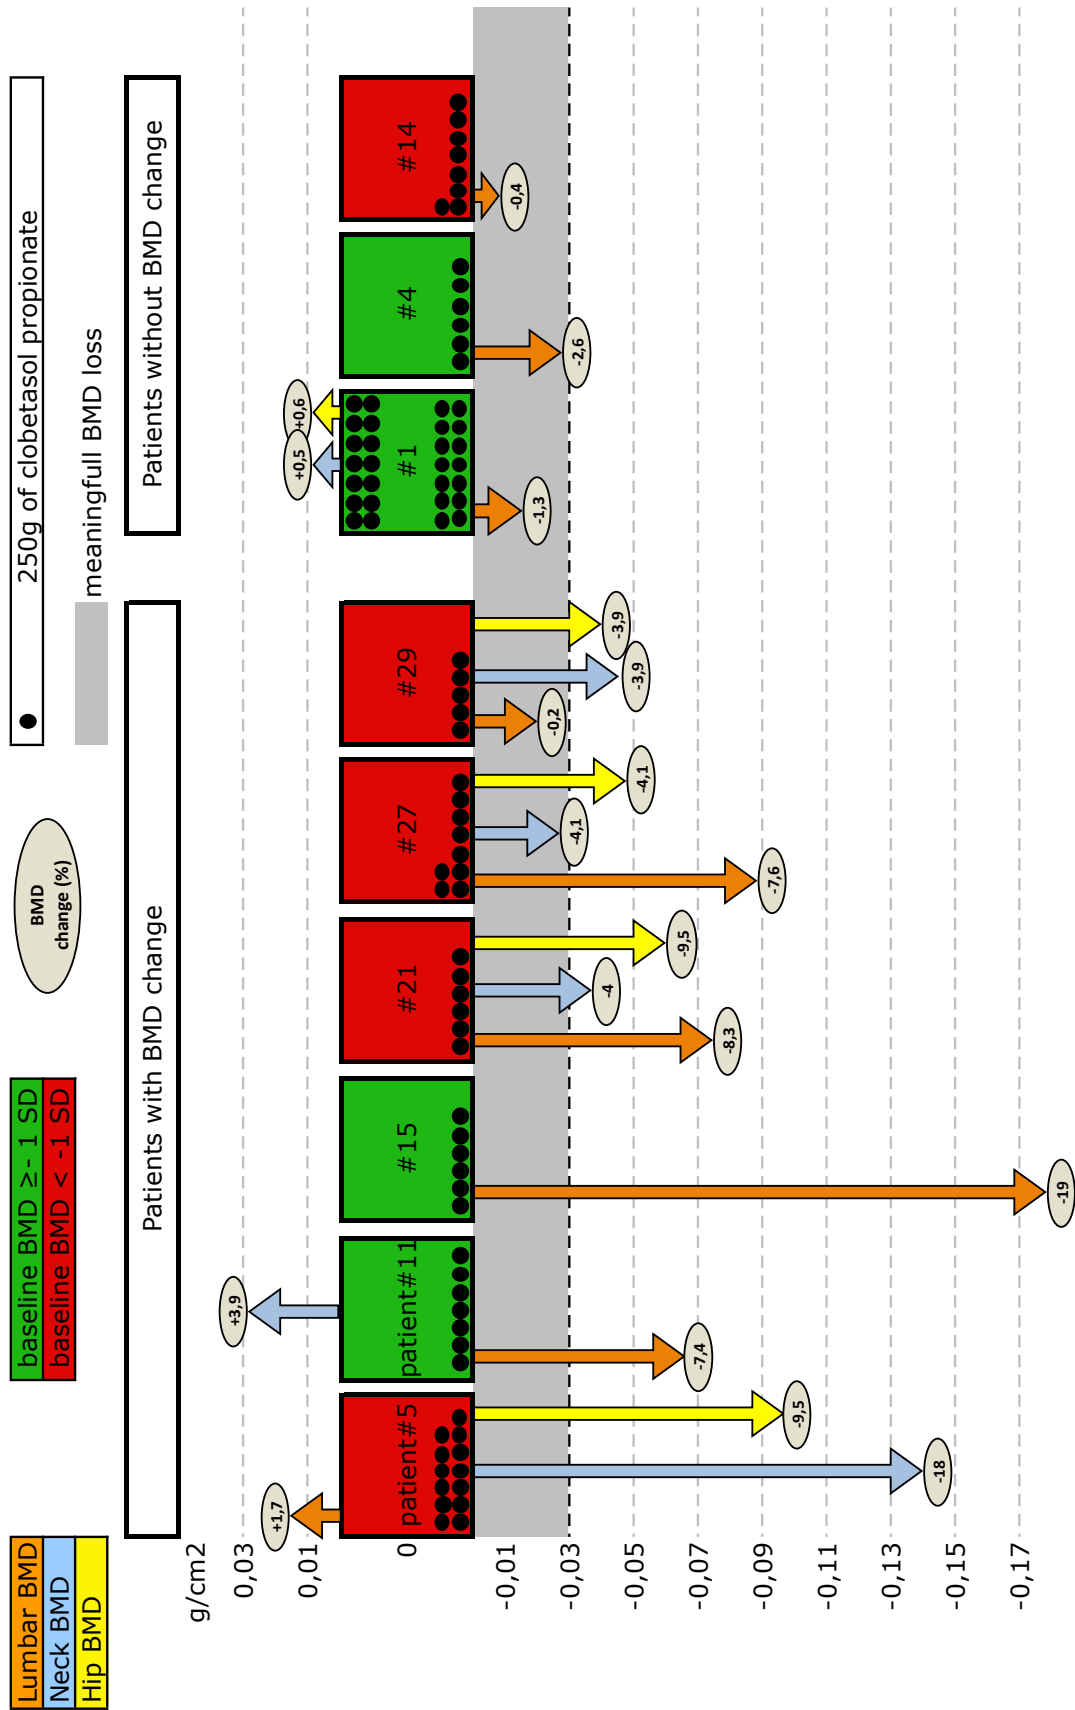 Lumbar BMD
Neck BMD
Hip BMD
baseline BMD ≥- 1 SD
baseline BMD < -1 SD
BMD
change (%)
250g of clobetasol propionate
meaningfull BMD loss
Patients with BMD change
Patients without BMD change
g/cm2
0,03
0,01
0
-0,01
-0,03
-0,05
-0,07
-0,09
-0,11
-0,13
-0,15
-0,17
patient#5
patient#11
#15
#21
#27
#29
#1
#4
#14
+1,7
-18
-9,5
-7,4
+3,9
-19
-8,3
-4
-9,5
-7,6
-4,1
-4,1
-0,2
-3,9
-3,9
-1,3
+0,5
+0,6
-2,6
-0,4